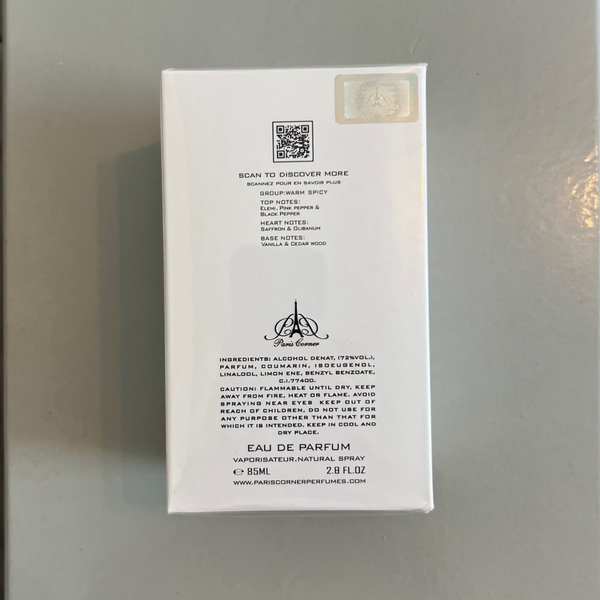 SCAN TO DISCOVER MORE
SCANNEZ POUR EN SAVOIR PLUS
GROUP:WARM SPICY
TOP NOTES:
ELEMI, PINK PEPPER &
BLACK PEPPER
HEART NOTES:
SAFFRON & OLIBANUM
BASE NOTES:
VANILLA & CEDAR WOOD
Paris Corner
INGREDIENTS: ALCOHOL DENAT, (72%VOL.),
PARFUM, COUMARIN, ISOEUGENOL,
LINALOOL, LIMON ENE, BENZYL BENZOATE,
C.I.77400.
CAUTION: FLAMMABLE UNTIL DRY, KEEP
AWAY FROM FIRE, HEAT OR FLAME. AVOID
SPRAYING NEAR EYES KEEP OUT OF
REACH OF CHILDREN, DO NOT USE FOR
ANY PURPOSE OTHER THAN THAT FOR
WHICH IT IS INTENDED. KEEP IN COOL AND
DRY PLACE.
EAU DE PARFUM
VAPORISATEUR.NATURAL SPRAY
℮ 85ML 2.8 FL.OZ
WWW.PARISCORNERPERFUMES.COM